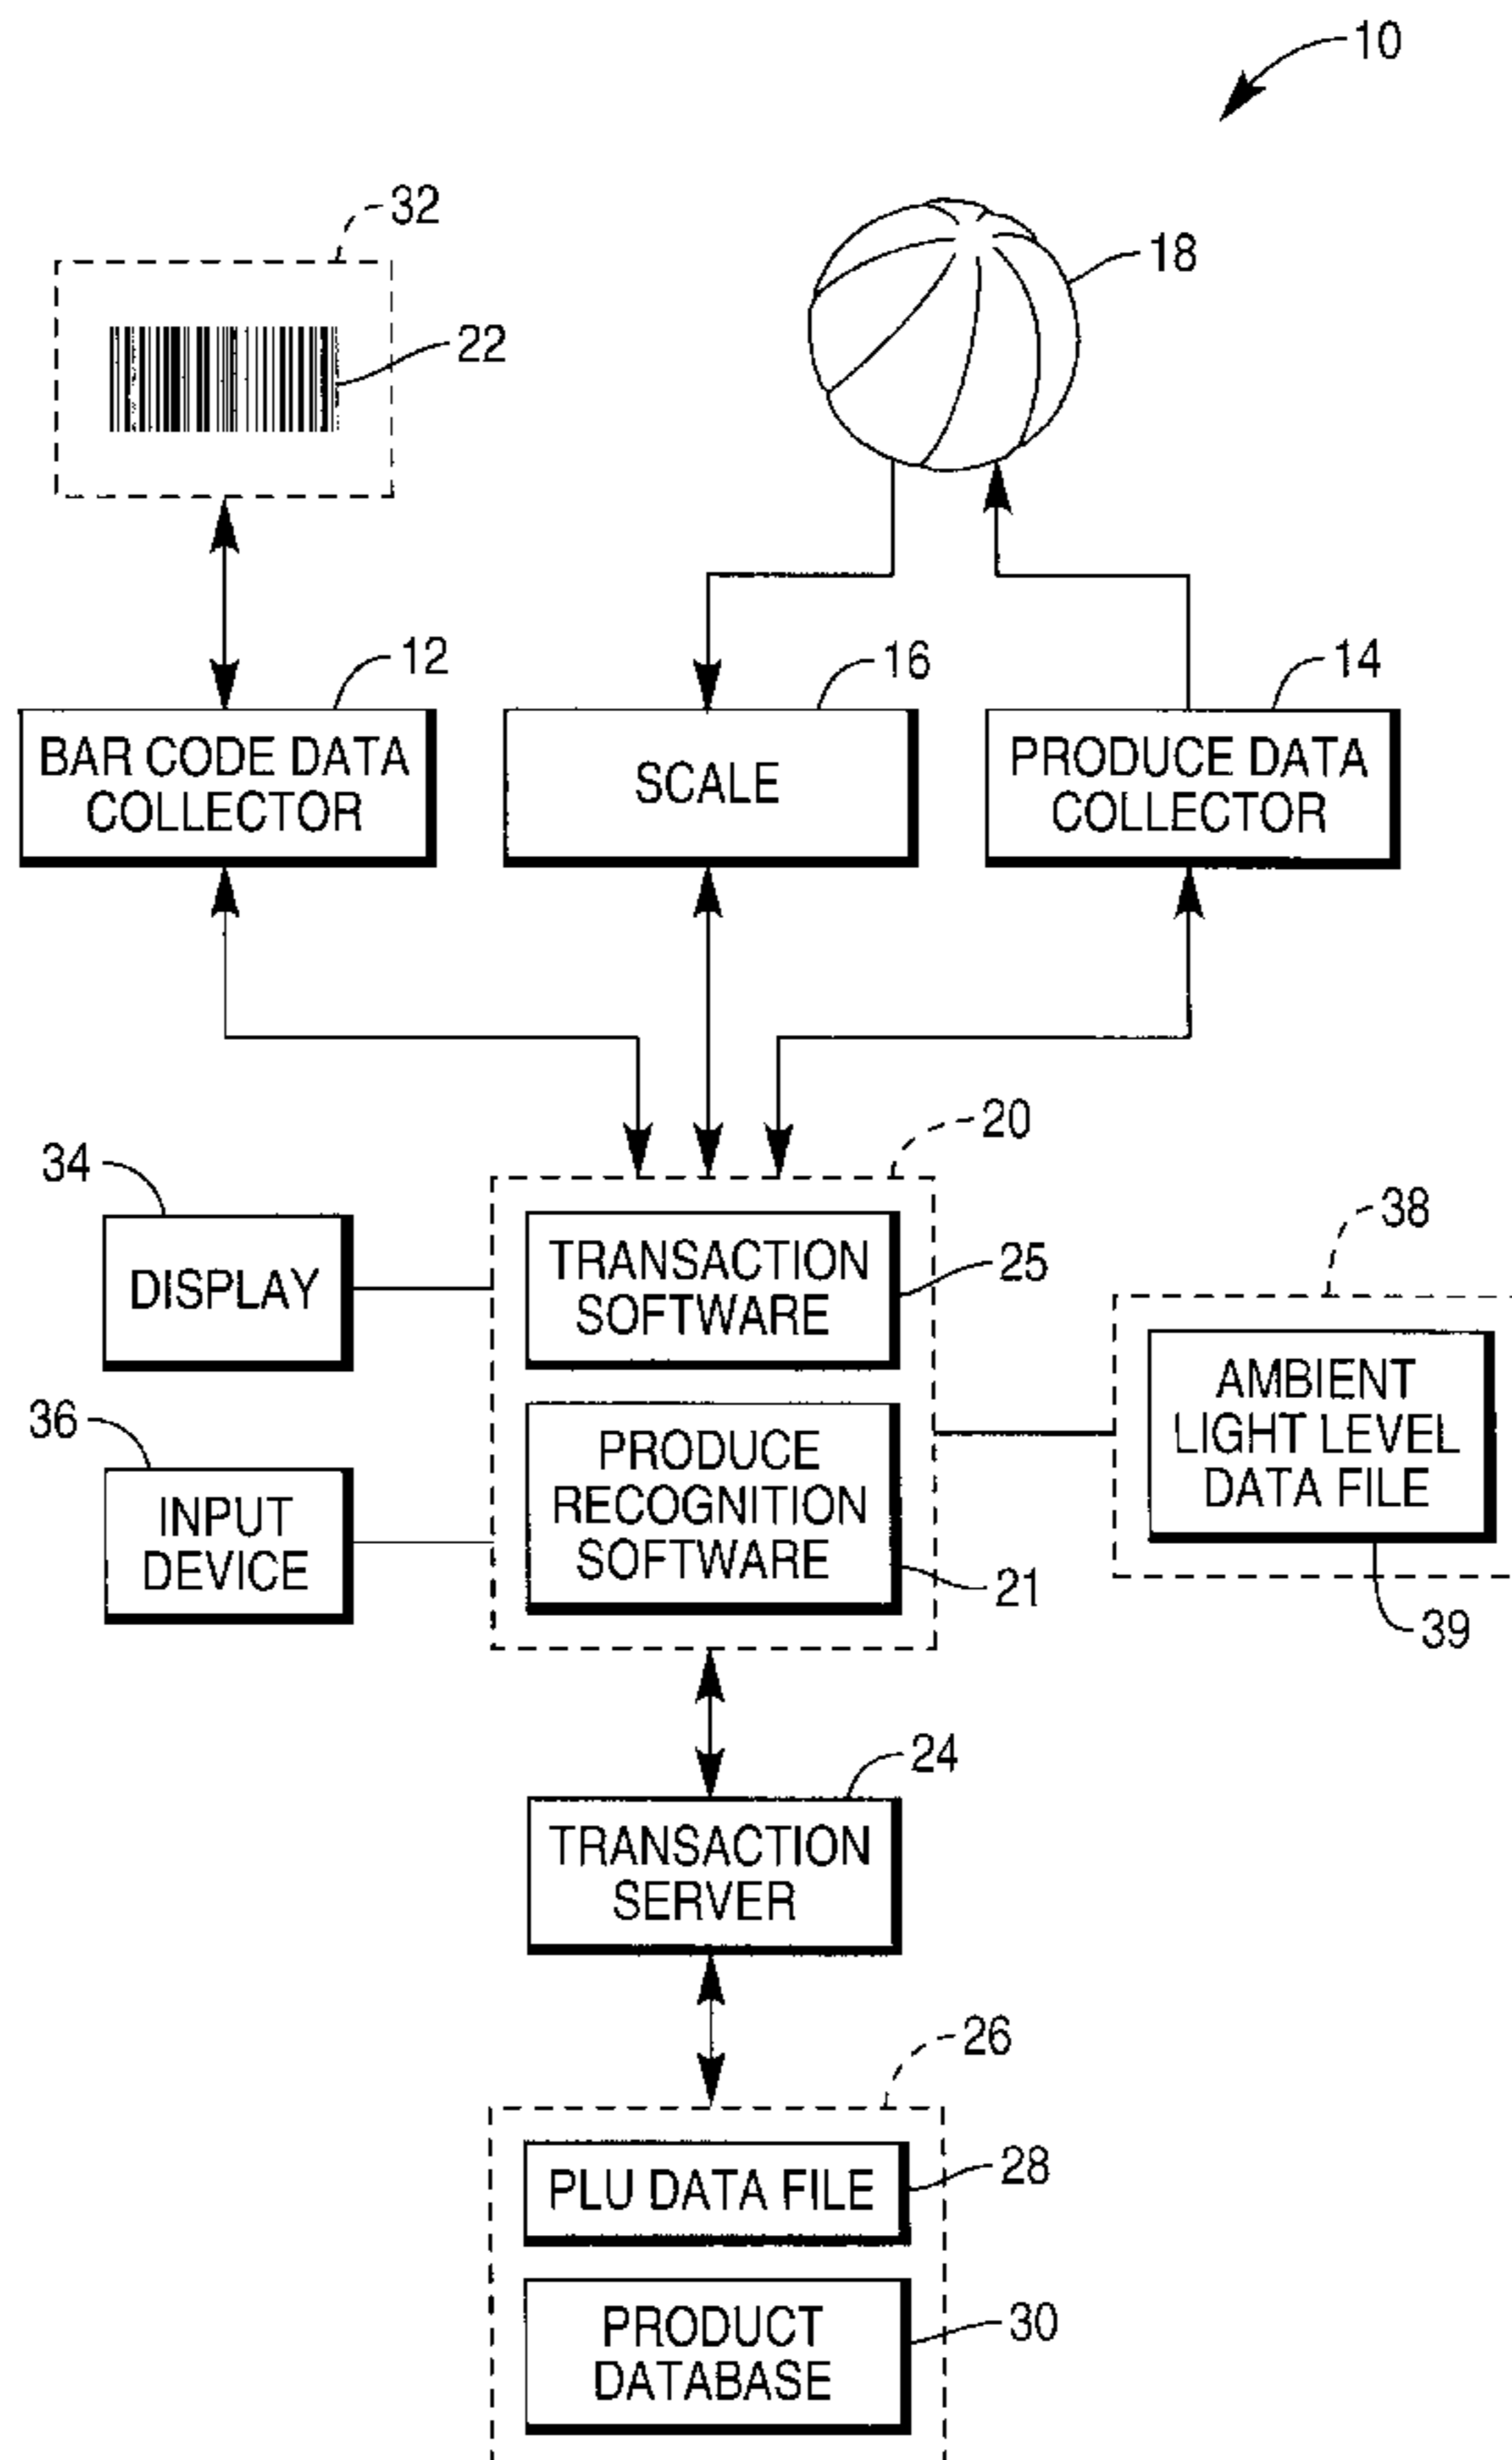 10
32
18
22
12
16
14
BAR CODE DATA
COLLECTOR
SCALE
PRODUCE DATA
COLLECTOR
20
34
38
TRANSACTION
SOFTWARE
25
DISPLAY
AMBIENT
LIGHT LEVEL
DATA FILE
36
PRODUCE
RECOGNITION
SOFTWARE
INPUT
DEVICE
21
39
24
TRANSACTION
SERVER
26
PLU DATA FILE
28
PRODUCT
DATABASE
30